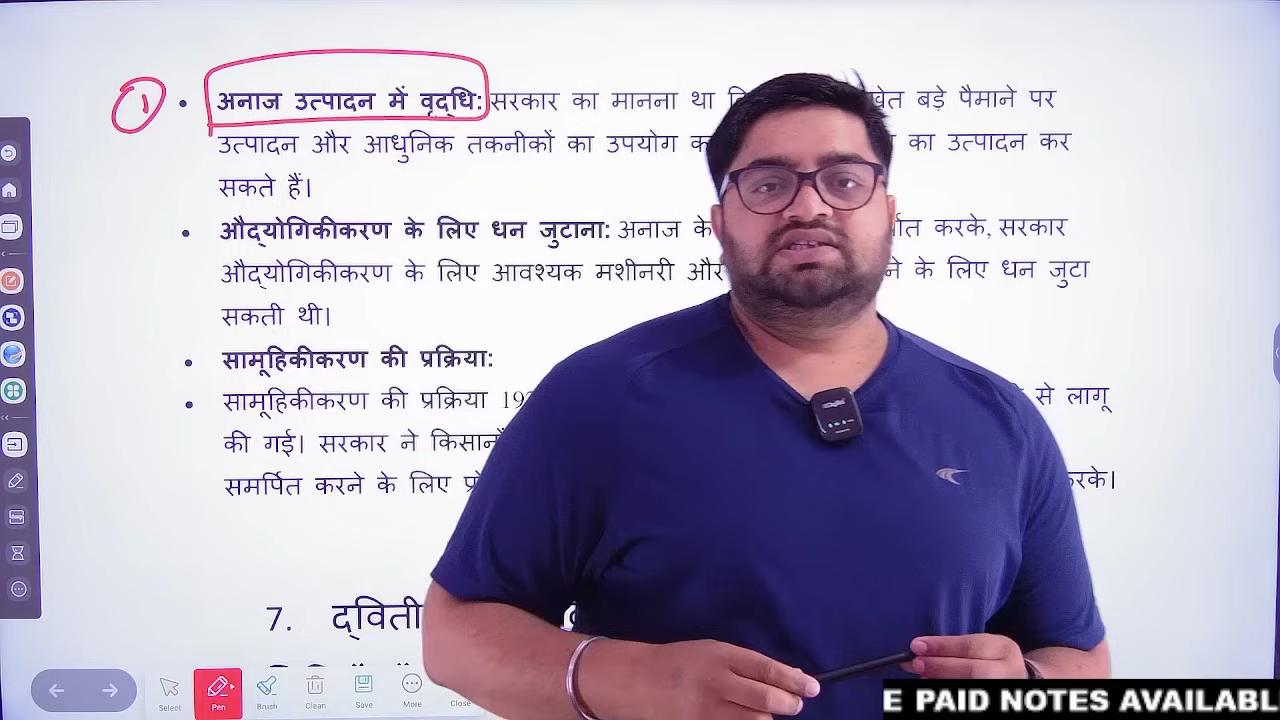 1 • अनाज उत्पादन में वृद्धि: सरकार का मानना था खेत बड़े पैमाने पर
उत्पादन और आधुनिक तकनीकों का उपयोग का उत्पादन कर
सकते हैं।
• औद्योगिकीकरण के लिए धन जुटाना: अनाज के करके, सरकार
औद्योगिकीकरण के लिए आवश्यक मशीनरी और के लिए धन जुटा
सकती थी।
• सामूहिकीकरण की प्रक्रिया:
• सामूहिकीकरण की प्रक्रिया से लागू
की गई। सरकार ने
समर्पित करने के लिए
7.
Select Pen Brush Clean Save More Close
E PAID NOTES AVAILABL